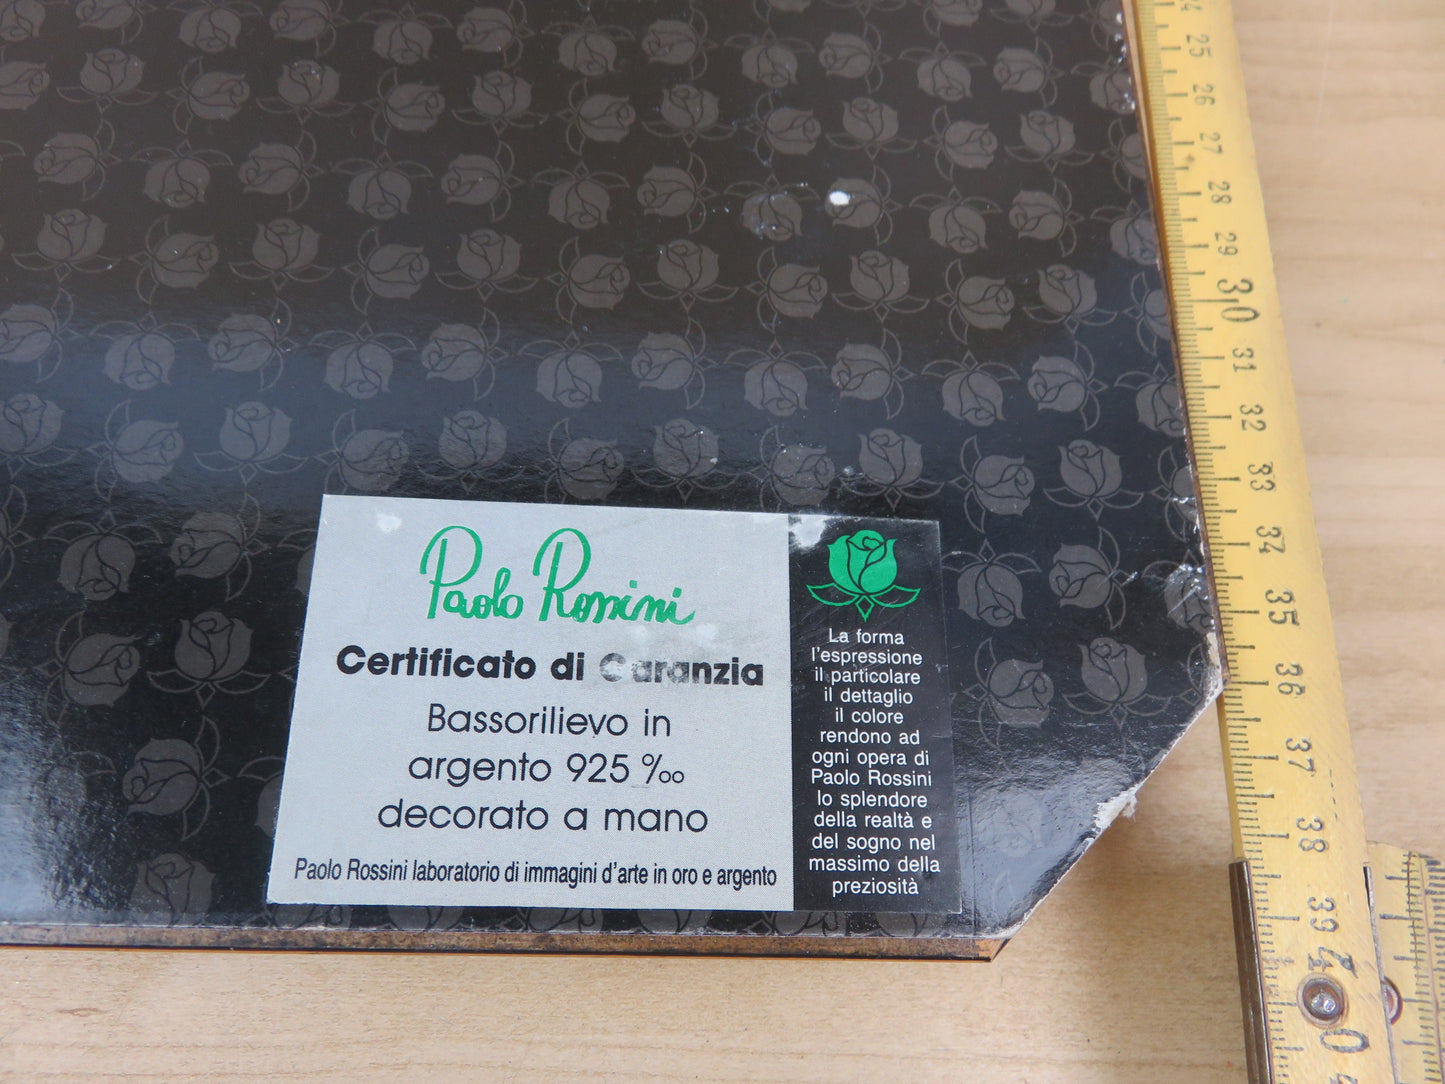 Paolo Rossini
Certificato di Garanzia
Bassorilievo in
argento 925 ‰
decorato a mano
Paolo Rossini laboratorio di immagini d'arte in oro e argento
La forma
l'espressione
il particolare
il dettaglio
il colore
rendono ad
ogni opera di
Paolo Rossini
lo splendore
della realtà e
del sogno nel
massimo della
preziosità
24
25
26
27
28
29
30
31
32
33
34
35
36
37
38
39
40